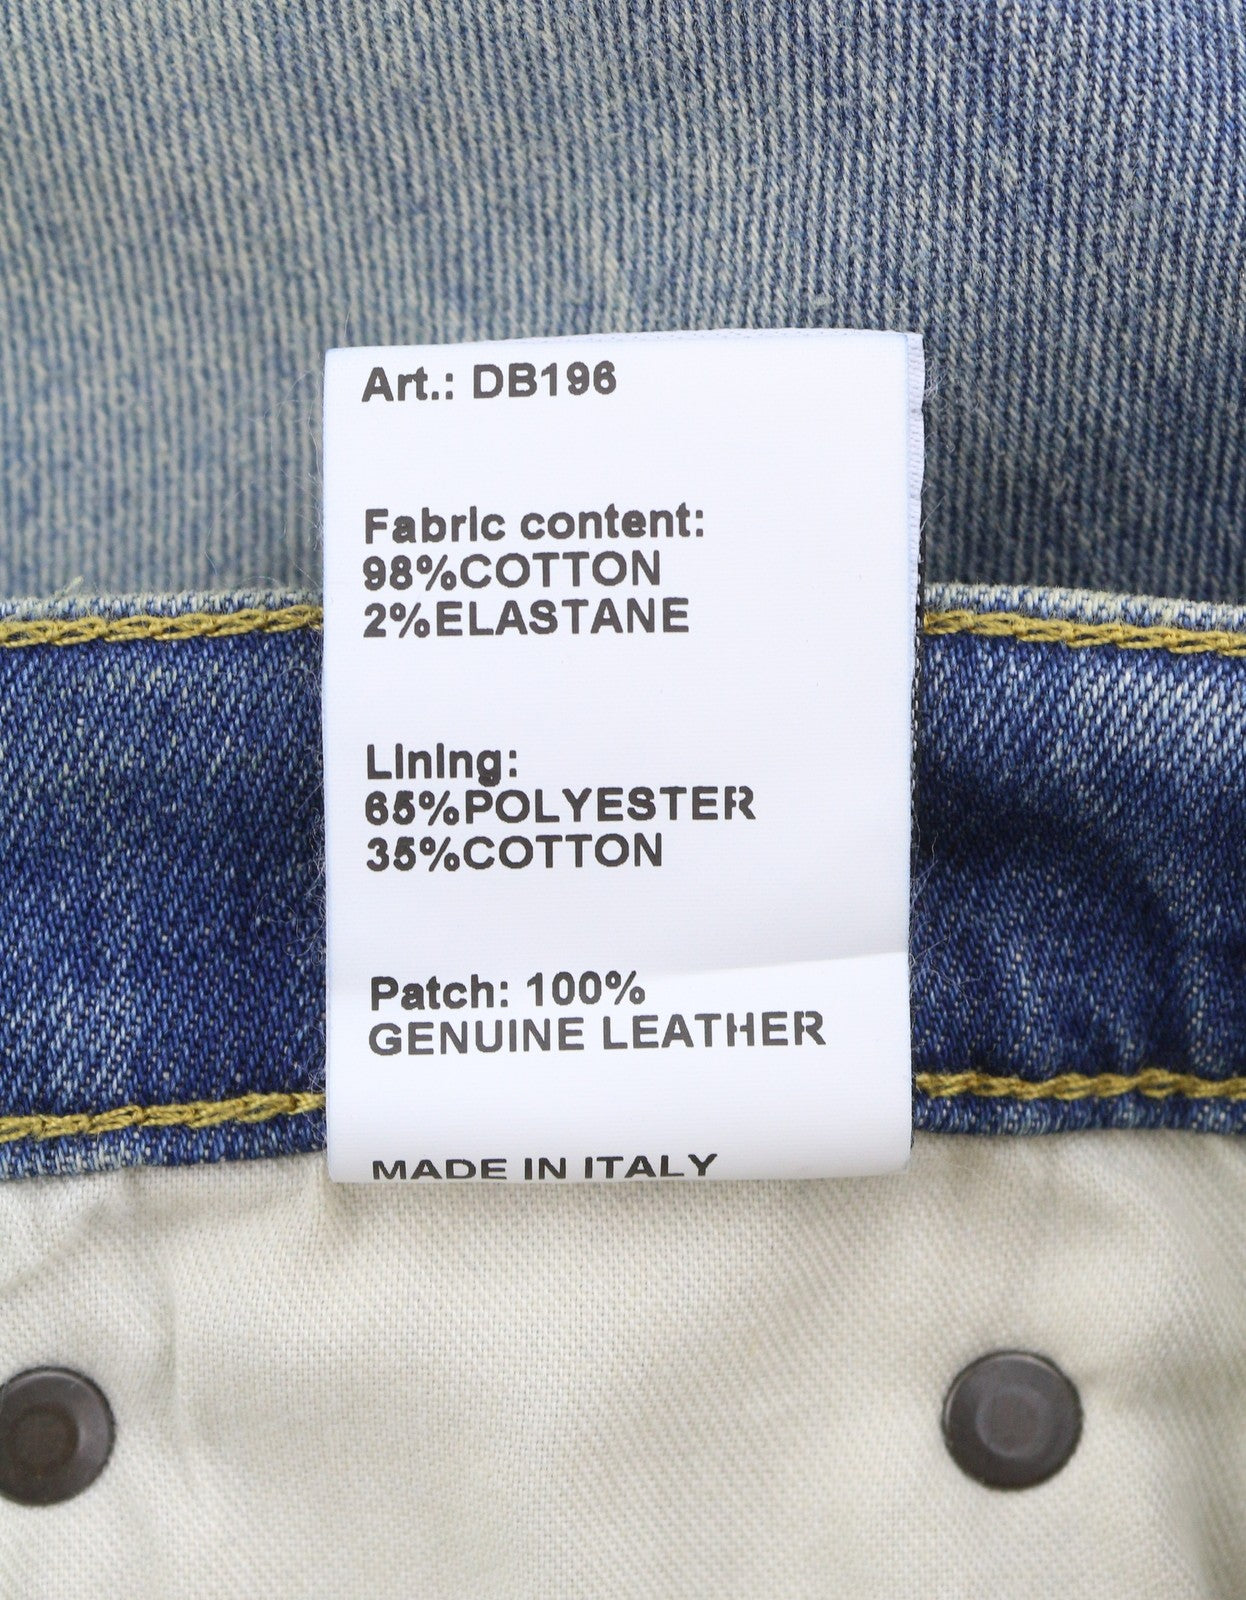 Art.: DB196
Fabric content:
98%COTTON
2%ELASTANE
Lining:
65%POLYESTER
35%COTTON
Patch: 100%
GENUINE LEATHER
MADE IN ITALY